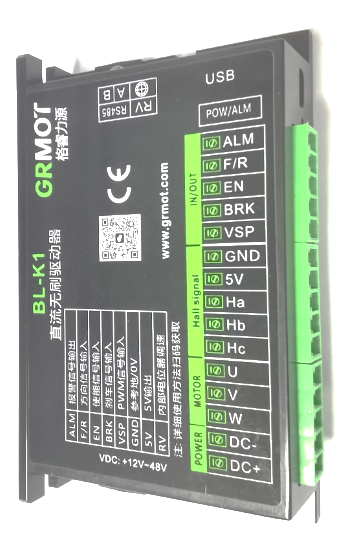 USB
POW/ALM
ALM
F/R
EN
BRK
VSP
GND
5V
Ha
Hb
Hc
U
V
W
DC-
DC+
IN/OUT
Hall signal
MOTOR
POWER
RV A
RS485 B
www.grmot.com
CE
GRMOT
格睿力源
BL-K1
直流无刷驱动器
ALM 报警信号输出
F/R 方向信号输入
EN 使能信号输入
BRK 刹车信号输入
VSP PWM信号输入
GND 参考地/0V
5V 5V输出
RV 内部电位器调速
注:详细使用方法扫码获取
VDC: +12V~48V